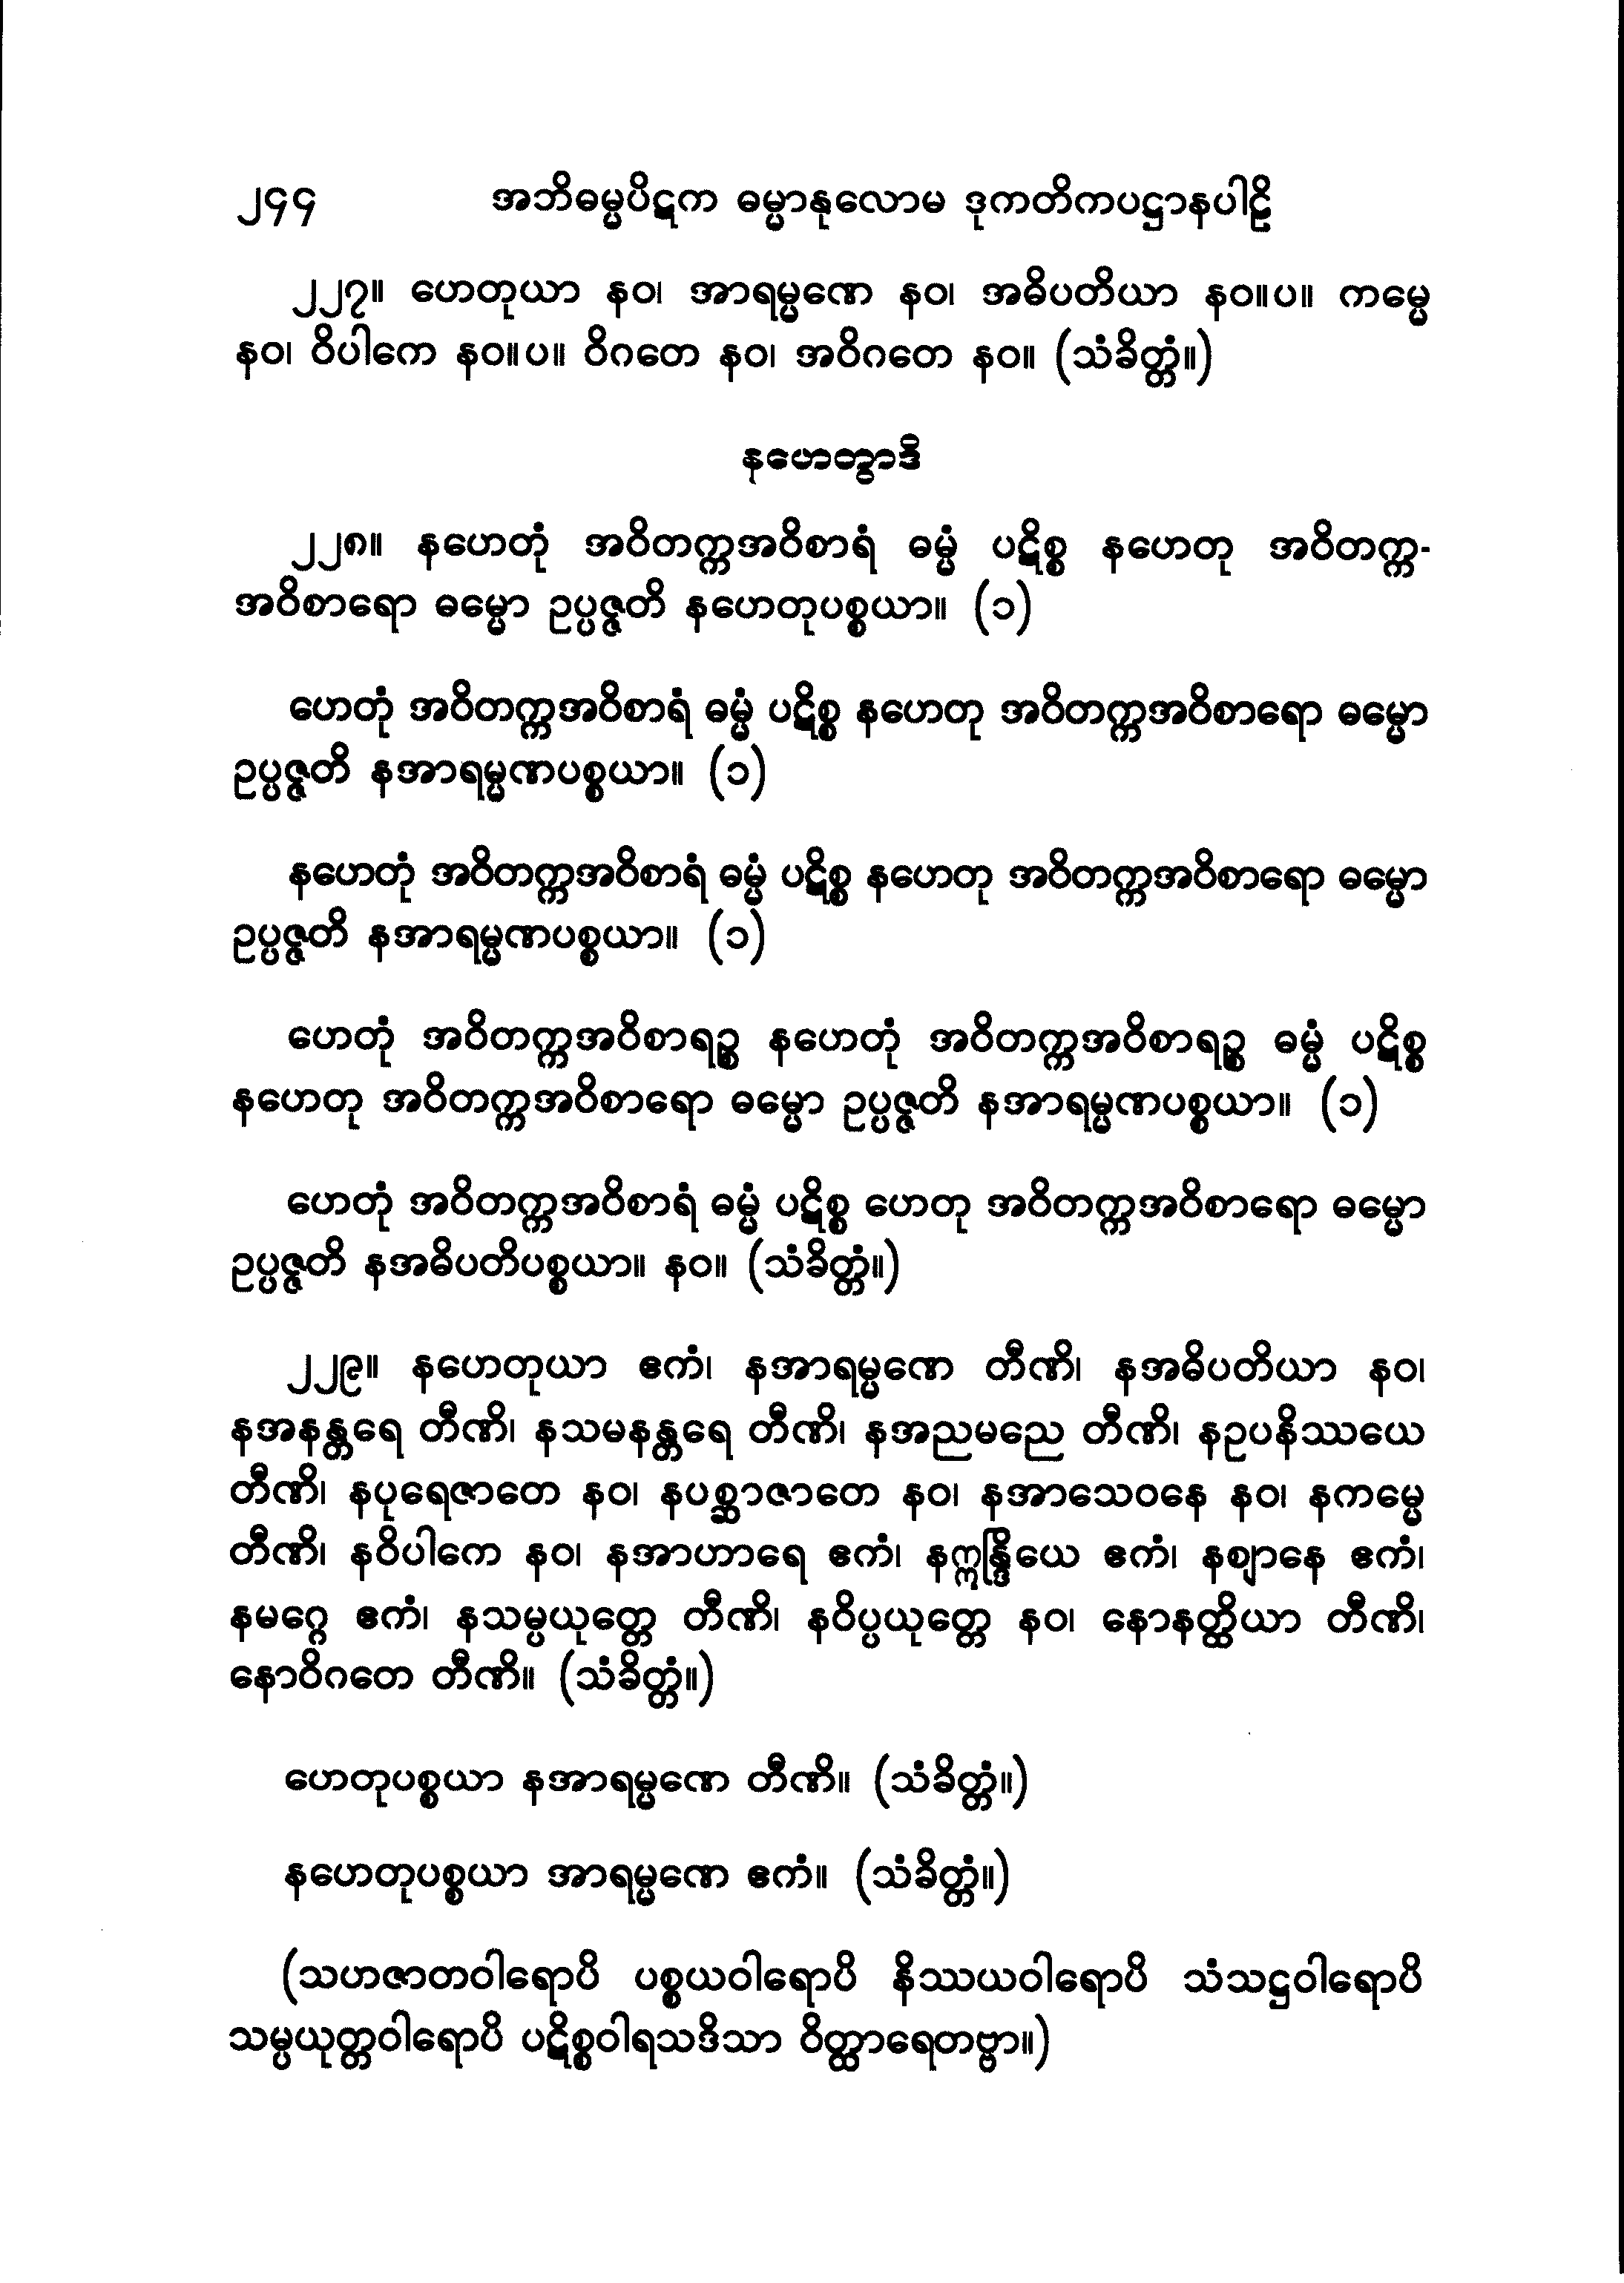 ၂၄၄ အဘိဓမ္မပိဋက ဓမ္မာနုလောမ ဒုကတိကပဋ္ဌာနပါဠိ
၂၂၇။ ဟေတုယာ နဝ၊ အာရမ္မဏေ နဝ၊ အဓိပတိယာ နဝ။ပ။ ကမ္မေ
နဝ၊ ဝိပါကေ နဝ။ပ။ ဝိဂတေ နဝ၊ အဝိဂတေ နဝ။ (သံခိတ္တံ။)
နဟေတွာဒိ
၂၂၈။ နဟေတုံ အဝိတက္ကအဝိစာရံ ဓမ္မံ ပဋိစ္စ နဟေတု အဝိတက္က-
အဝိစာရော ဓမ္မော ဥပ္ပဇ္ဇတိ နဟေတုပစ္စယာ။ (၁)
ဟေတုံ အဝိတက္ကအဝိစာရံ ဓမ္မံ ပဋိစ္စ နဟေတု အဝိတက္ကအဝိစာရော ဓမ္မော
ဥပ္ပဇ္ဇတိ နအာရမ္မဏပစ္စယာ။ (၁)
နဟေတုံ အဝိတက္ကအဝိစာရံ ဓမ္မံ ပဋိစ္စ နဟေတု အဝိတက္ကအဝိစာရော ဓမ္မော
ဥပ္ပဇ္ဇတိ နအာရမ္မဏပစ္စယာ။ (၁)
ဟေတုံ အဝိတက္ကအဝိစာရဉ္စ နဟေတုံ အဝိတက္ကအဝိစာရဉ္စ ဓမ္မံ ပဋိစ္စ
နဟေတု အဝိတက္ကအဝိစာရော ဓမ္မော ဥပ္ပဇ္ဇတိ နအာရမ္မဏပစ္စယာ။ (၁)
ဟေတုံ အဝိတက္ကအဝိစာရံ ဓမ္မံ ပဋိစ္စ ဟေတု အဝိတက္ကအဝိစာရော ဓမ္မော
ဥပ္ပဇ္ဇတိ နအဓိပတိပစ္စယာ။ နဝ။ (သံခိတ္တံ။)
၂၂၉။ နဟေတုယာ ဧကံ၊ နအာရမ္မဏေ တီဏိ၊ နအဓိပတိယာ နဝ၊
နအနန္တရေ တီဏိ၊ နသမနန္တရေ တီဏိ၊ နအညမညေ တီဏိ၊ နဥပနိဿယေ
တီဏိ၊ နပုရေဇာတေ နဝ၊ နပစ္ဆာဇာတေ နဝ၊ နအာသေဝနေ နဝ၊ နကမ္မေ
တီဏိ၊ နဝိပါကေ နဝ၊ နအာဟာရေ ဧကံ၊ နဣန္ဒြိယေ ဧကံ၊ နဈာနေ ဧကံ၊
နမဂ္ဂေ ဧကံ၊ နသမ္ပယုတ္တေ တီဏိ၊ နဝိပ္ပယုတ္တေ နဝ၊ နောနတ္ထိယာ တီဏိ၊
နောဝိဂတေ တီဏိ။ (သံခိတ္တံ။)
ဟေတုပစ္စယာ နအာရမ္မဏေ တီဏိ။ (သံခိတ္တံ။)
နဟေတုပစ္စယာ အာရမ္မဏေ ဧကံ။ (သံခိတ္တံ။)
(သဟဇာတဝါရောပိ ပစ္စယဝါရောပိ နိဿယဝါရောပိ သံသဋ္ဌဝါရောပိ
သမ္ပယုတ္တဝါရောပိ ပဋိစ္စဝါရသဒိသာ ဝိတ္ထာရေတဗ္ဗာ။)